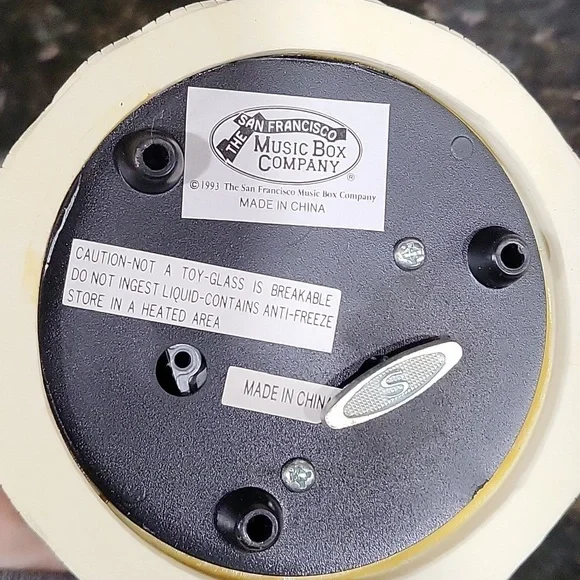 THE SAN FRANCISCO
MUSIC BOX
COMPANY
®
©1993 The San Francisco Music Box Company
MADE IN CHINA
CAUTION-NOT A TOY-GLASS IS BREAKABLE
DO NOT INGEST LIQUID-CONTAINS ANTI-FREEZE
STORE IN A HEATED AREA
MADE IN CHINA
S